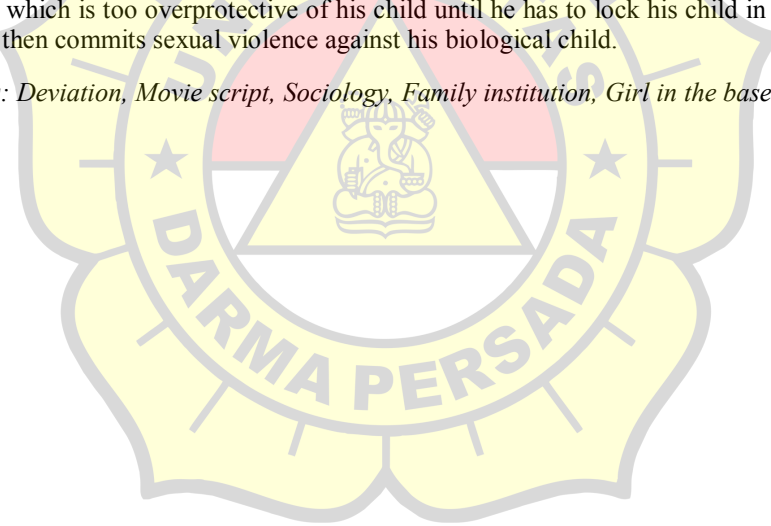 which is too overprotective of his child until he has to lock his child in
then commits sexual violence against his biological child.
: Deviation, Movie script, Sociology, Family institution, Girl in the base
DARMA PERSADA